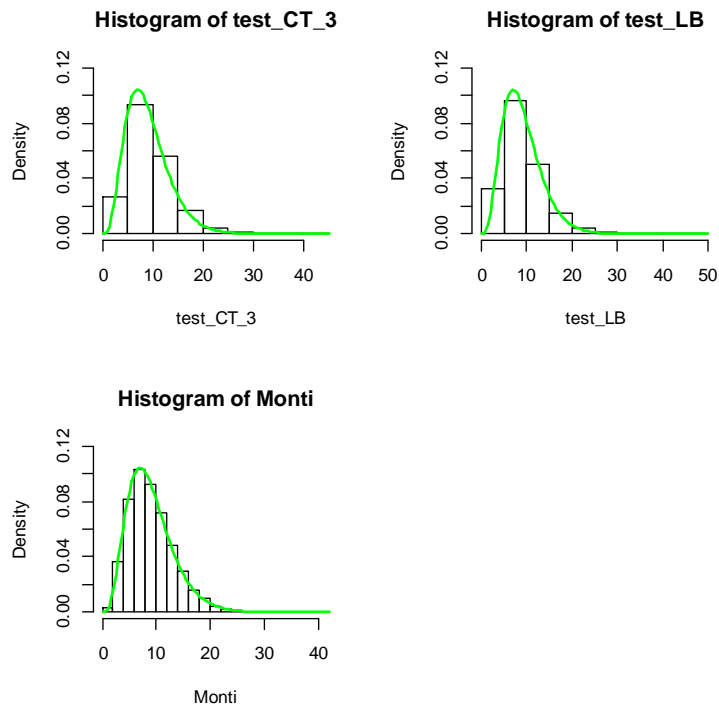 Histogram of test_CT_3
Density
0.00 0.04 0.08 0.12
0 10 20 30 40
test_CT_3
Histogram of test_LB
Density
0.00 0.04 0.08 0.12
0 10 20 30 40 50
test_LB
Histogram of Monti
Density
0.00 0.04 0.08 0.12
0 10 20 30 40
Monti